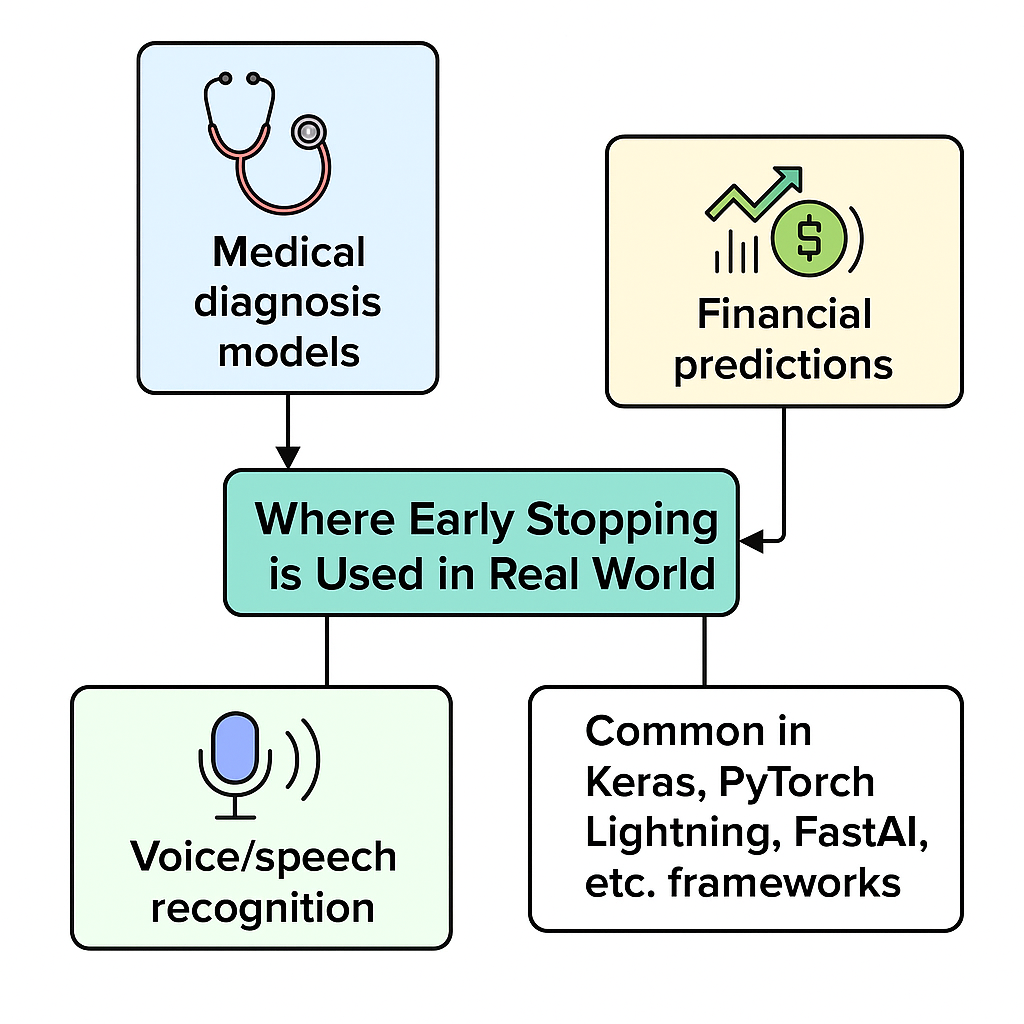 Medical
diagnosis
models
$
Financial
predictions
Where Early Stopping
is Used in Real World
Voice/speech
recognition
Common in
Keras, PyTorch
Lightning, FastAI,
etc. frameworks